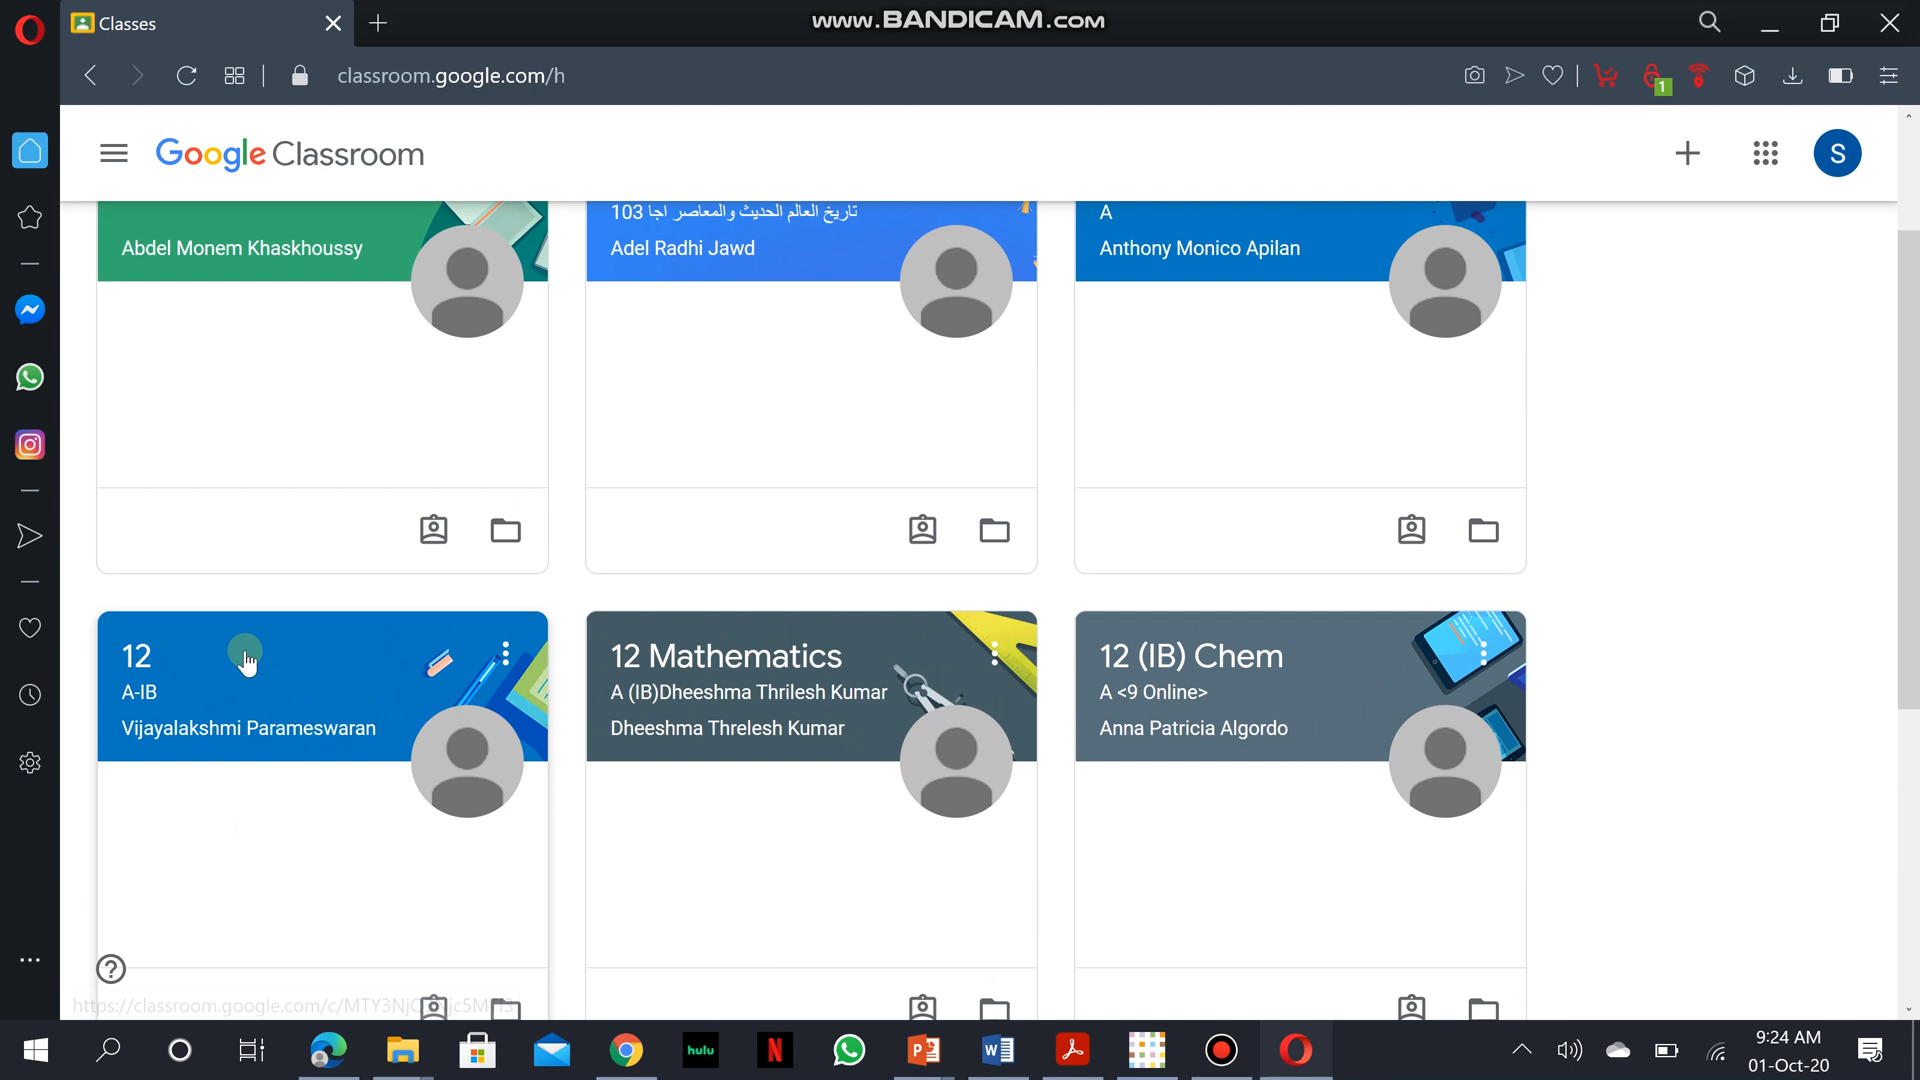 Classes
www.BANDICAM.com
classroom.google.com/h
1
Google Classroom
S
Abdel Monem Khaskhoussy
تاريخ العالم الحديث والمعاصر اجا 103
Adel Radhi Jawd
A
Anthony Monico Apilan
12
A-IB
Vijayalakshmi Parameswaran
12 Mathematics
A (IB)Dheeshma Thrilesh Kumar
Dheeshma Threlesh Kumar
12 (IB) Chem
A <9 Online>
Anna Patricia Algordo
hulu
N
9:24 AM
01-Oct-20